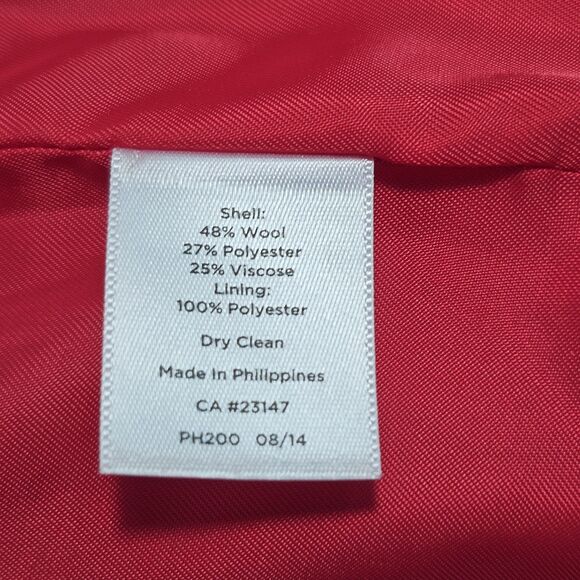 Shell:
48% Wool
27% Polyester
25% Viscose
Lining:
100% Polyester
Dry Clean
Made In Philippines
CA #23147
PH200 08/14